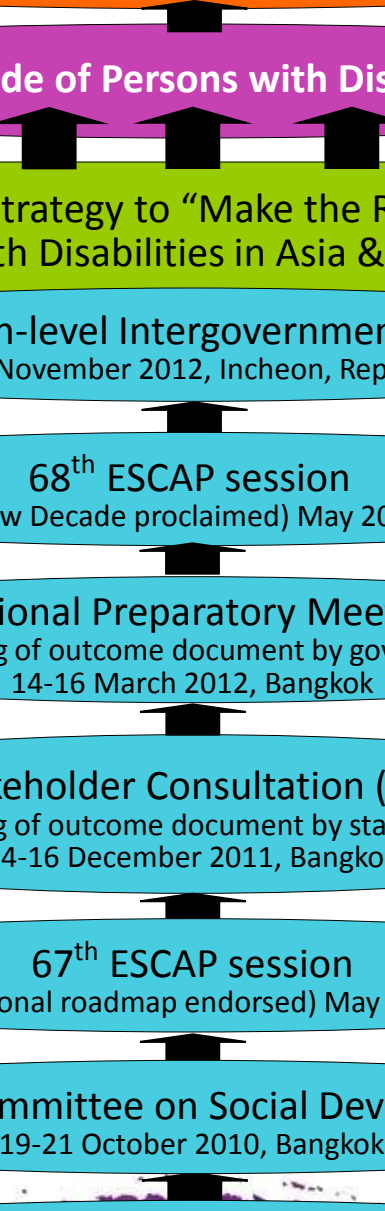 de of Persons with Dis
trategy to “Make the R
th Disabilities in Asia &
h-level Intergovernmen
November 2012, Incheon, Rep
68th ESCAP session
w Decade proclaimed) May 20
ional Preparatory Mee
g of outcome document by gov
14-16 March 2012, Bangkok
keholder Consultation (
g of outcome document by sta
4-16 December 2011, Bangko
67th ESCAP session
onal roadmap endorsed) May
mmittee on Social Dev
19-21 October 2010, Bangkok